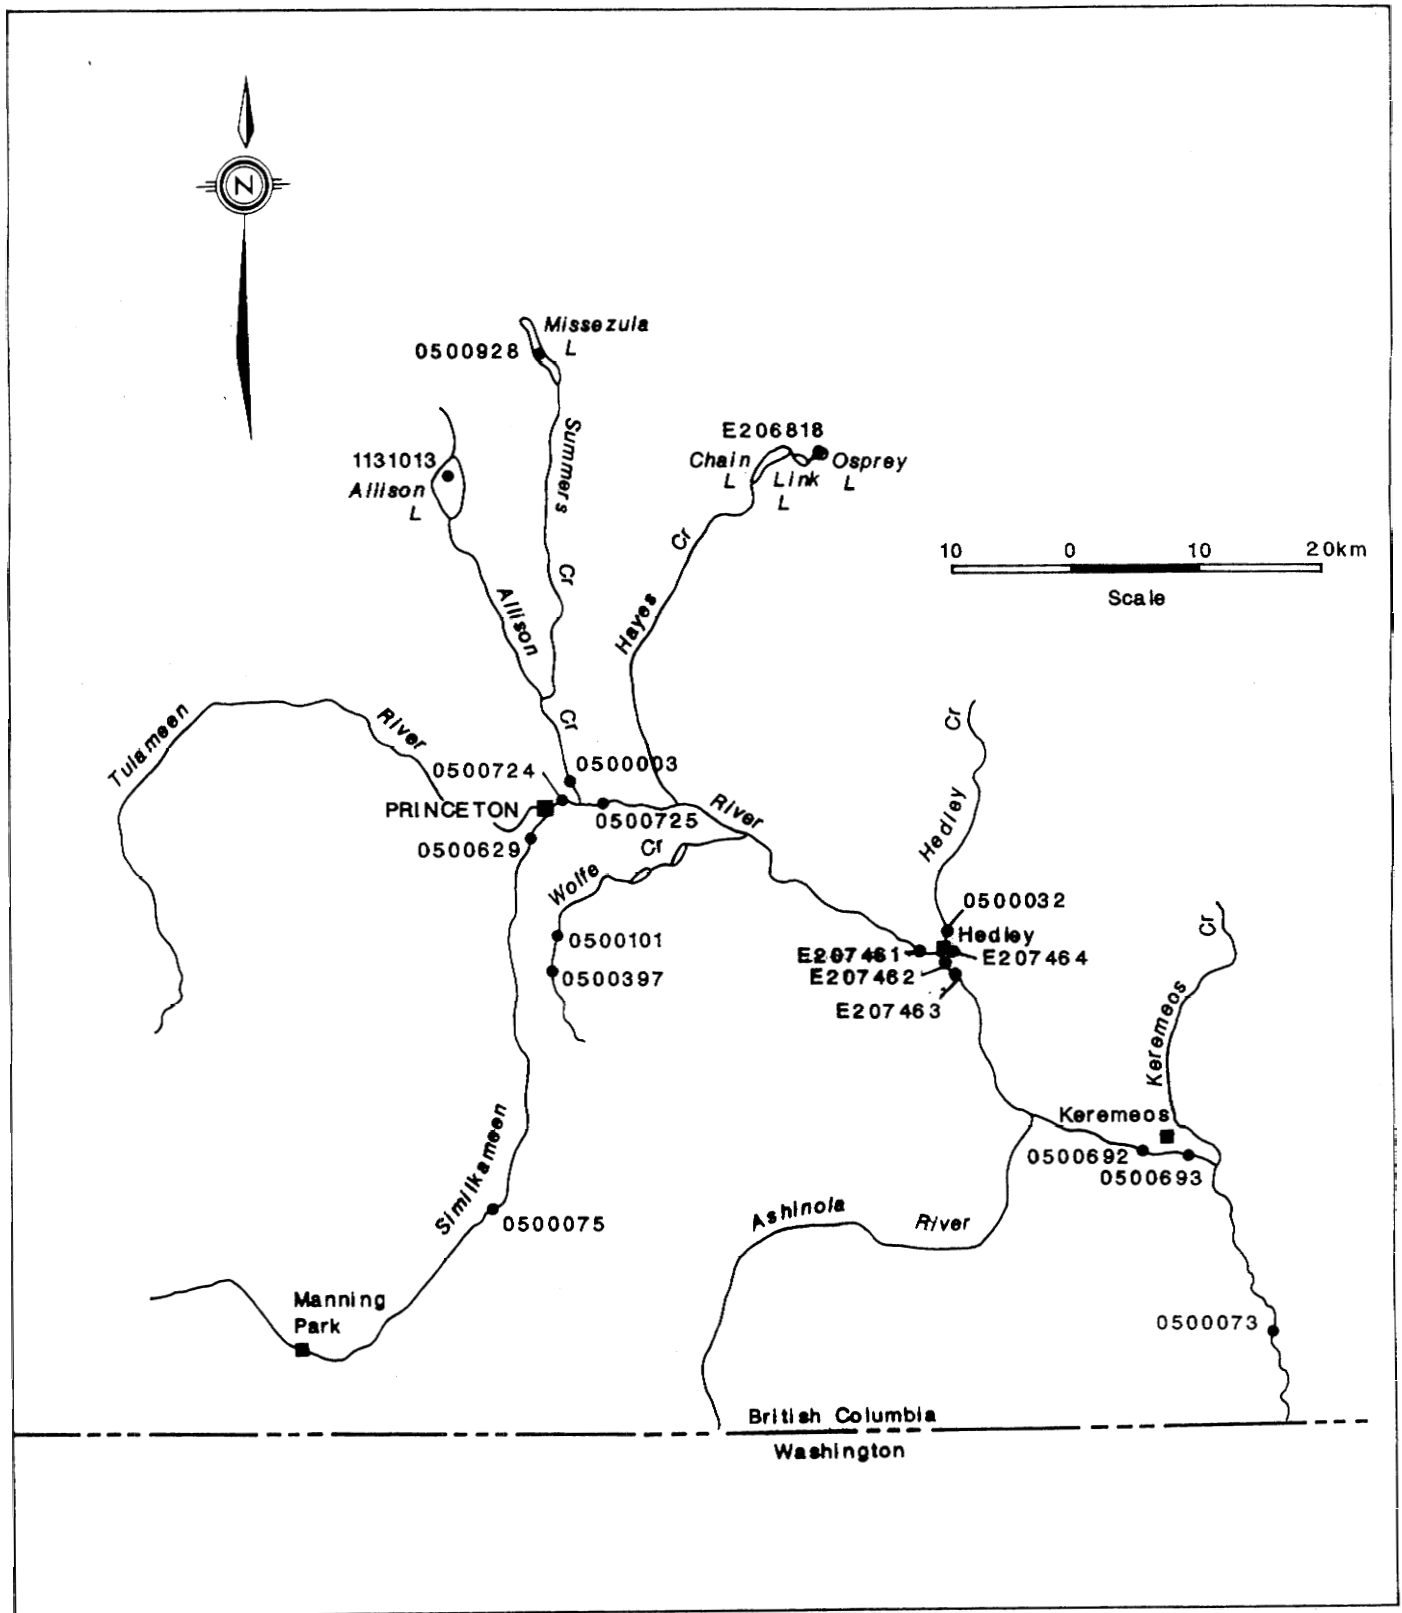 N
Missezula
L
0500928
Summers
Cr
E206818
1131013
Chain
L
Link
L
Osprey
L
Allison
L
Cr
10 0 10 20km
Scale
Allison
Hayes
Tulameen
River
Cr
Cr
0500003
0500724
PRINCETON
River
0500725
Hedley
0500629
Cr
Wolfe
0500032
Cr
0500101
Hedley
E207461
E207464
0500397
E207462
E207463
Keremeos
Similkameen
Keremeos
0500692
0500693
Ashinola
River
0500075
Manning
Park
0500073
British Columbia
Washington